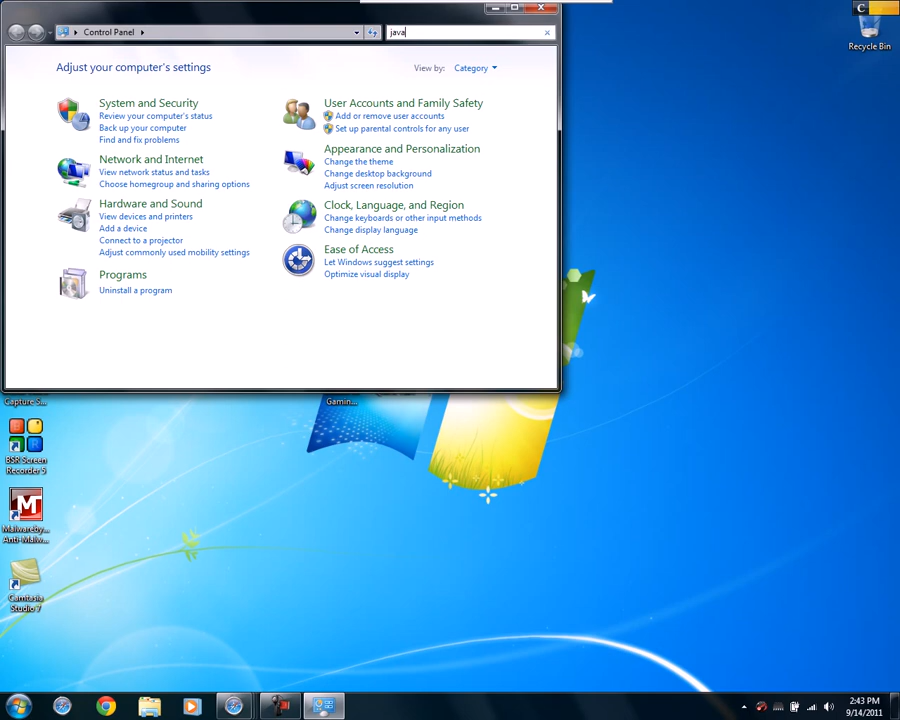 Control Panel
java
Adjust your computer's settings
View by: Category
System and Security
Review your computer's status
Back up your computer
Find and fix problems
Network and Internet
View network status and tasks
Choose homegroup and sharing options
Hardware and Sound
View devices and printers
Add a device
Connect to a projector
Adjust commonly used mobility settings
Programs
Uninstall a program
User Accounts and Family Safety
Add or remove user accounts
Set up parental controls for any user
Appearance and Personalization
Change the theme
Change desktop background
Adjust screen resolution
Clock, Language, and Region
Change keyboards or other input methods
Change display language
Ease of Access
Let Windows suggest settings
Optimize visual display
C
Recycle Bin
Capture S...
Gamin...
BSR Screen
Recorder 5
Malwareby...
Anti-Malw...
Camtasia
Studio 7
2:43 PM
9/14/2011